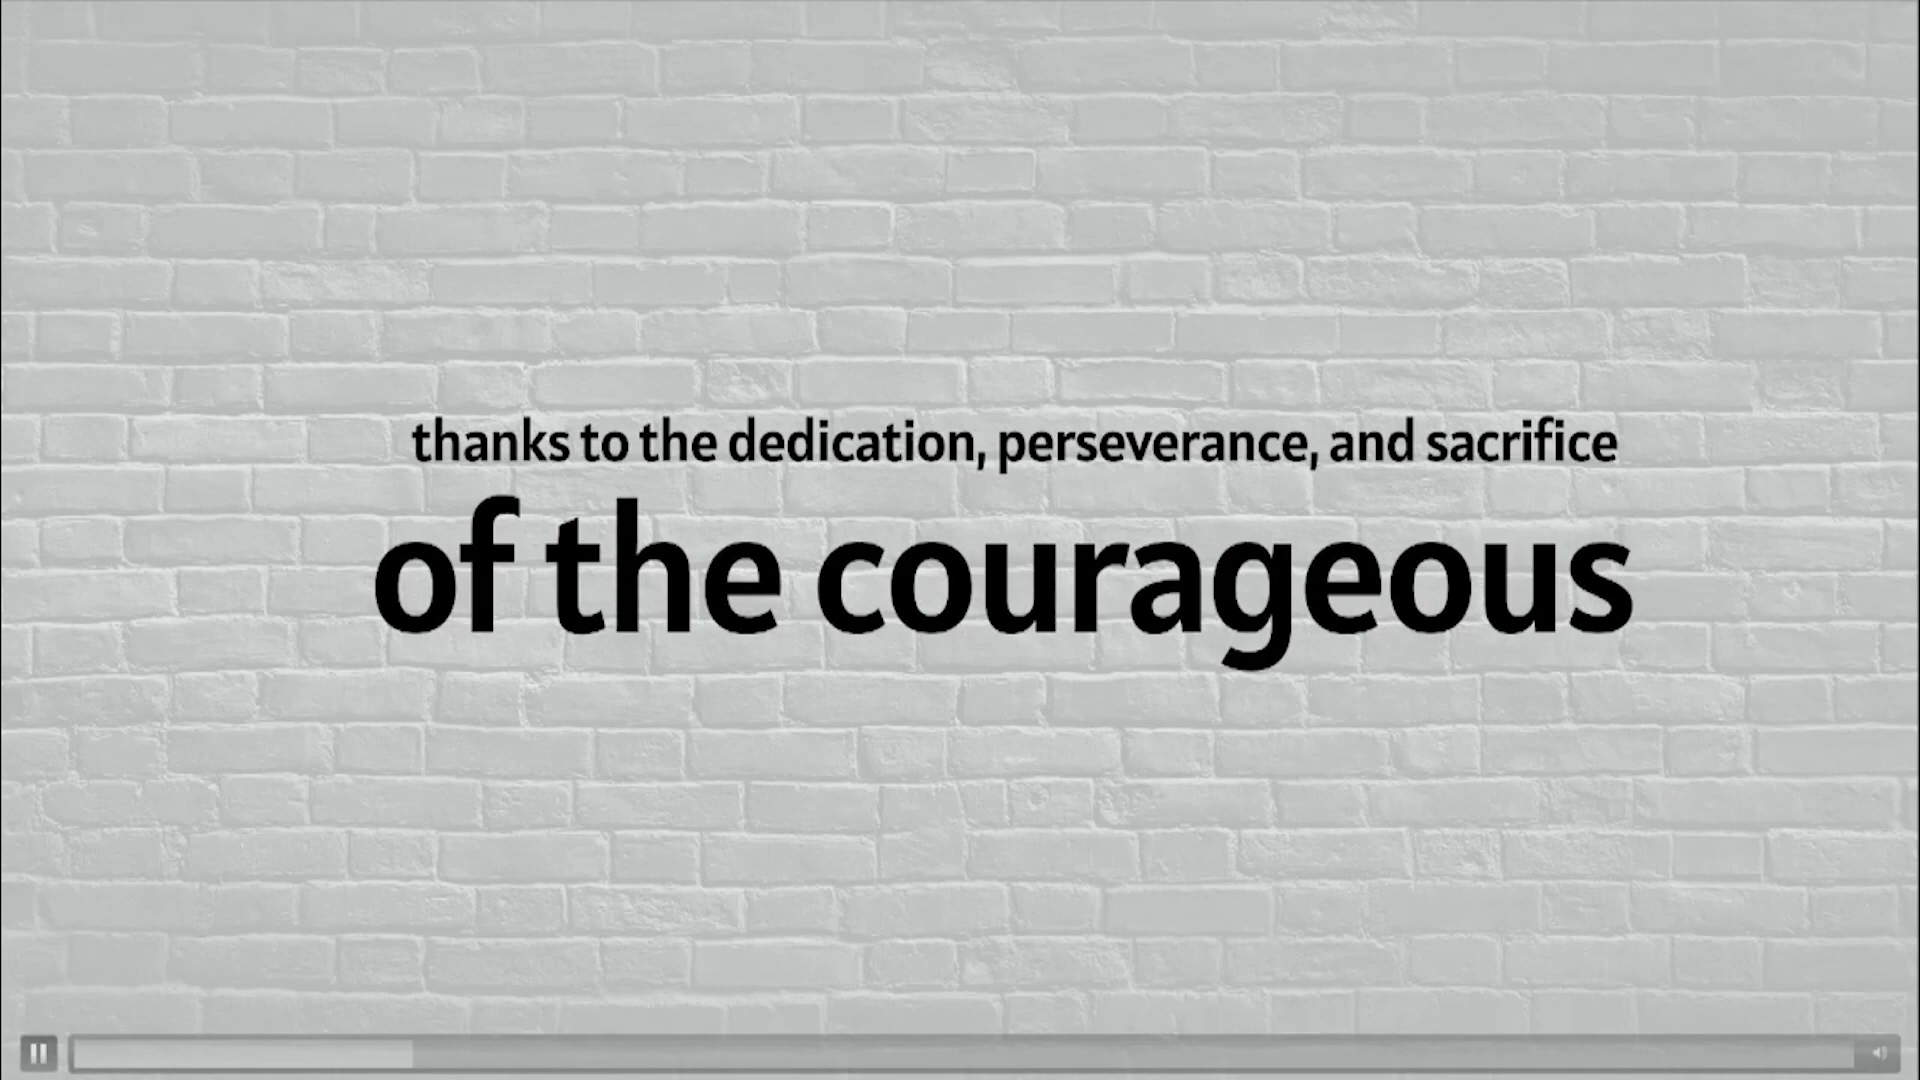 thanks to the dedication, perseverance, and sacrifice
of the courageous